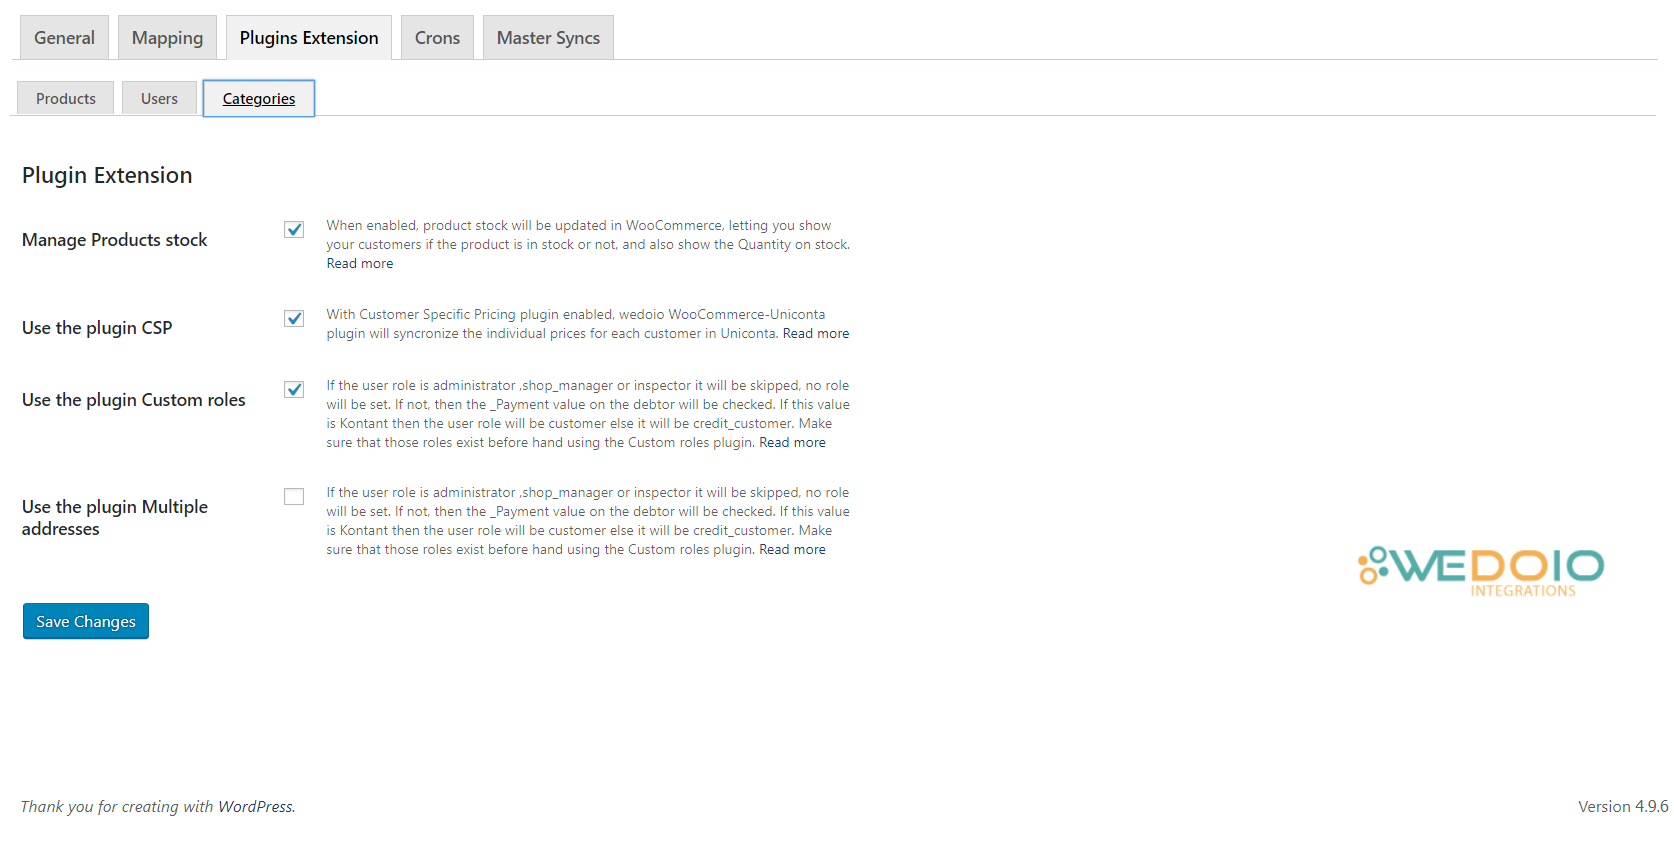 General Mapping Plugins Extension Crons Master Syncs
Products Users Categories
Plugin Extension
Manage Products stock
When enabled, product stock will be updated in WooCommerce, letting you show
your customers if the product is in stock or not, and also show the Quantity on stock.
Read more
Use the plugin CSP
With Customer Specific Pricing plugin enabled, wedoio WooCommerce-Uniconta
plugin will syncronize the individual prices for each customer in Uniconta. Read more
Use the plugin Custom roles
If the user role is administrator ,shop_manager or inspector it will be skipped, no role
will be set. If not, then the _Payment value on the debtor will be checked. If this value
is Kontant then the user role will be customer else it will be credit_customer. Make
sure that those roles exist before hand using the Custom roles plugin. Read more
Use the plugin Multiple
addresses
If the user role is administrator ,shop_manager or inspector it will be skipped, no role
will be set. If not, then the _Payment value on the debtor will be checked. If this value
is Kontant then the user role will be customer else it will be credit_customer. Make
sure that those roles exist before hand using the Custom roles plugin. Read more
WEDOIO
INTEGRATIONS
Save Changes
Thank you for creating with WordPress.
Version 4.9.6